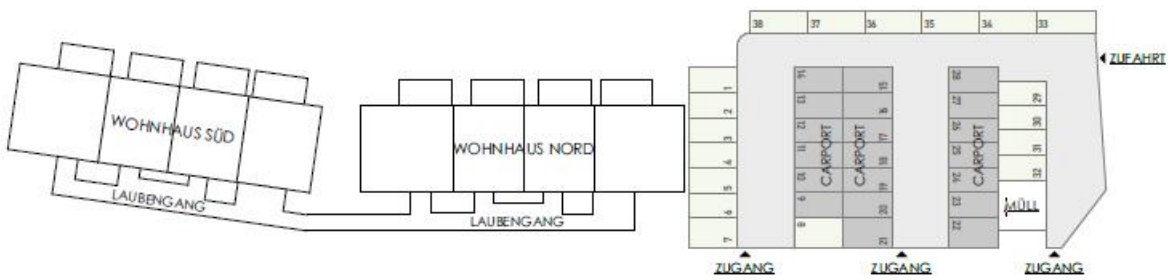 38 37 36 35 34 33
ZUFAHRT
WOHNHAUS SÜD
WOHNHAUS NORD
LAUBENGANG
LAUBENGANG
1
2
3
4
5
6
7
14
13
12
11
10
9
8
CARPORT
CARPORT
15
16
17
18
19
20
21
28
27
26
25
24
23
22
CARPORT
29
30
31
32
MÜLL
ZUGANG
ZUGANG
ZUGANG